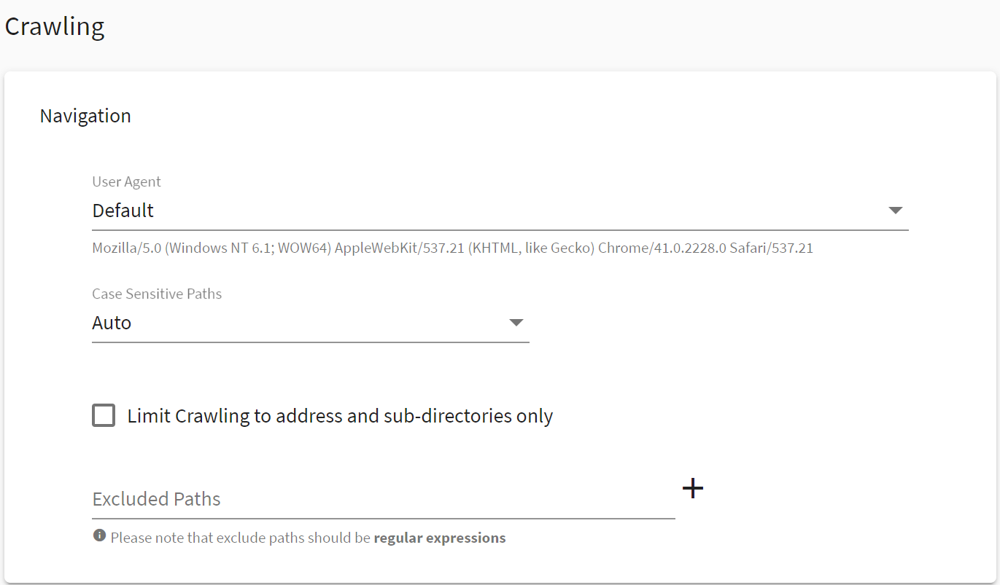 Crawling
Navigation
User Agent
Default
Mozilla/5.0 (Windows NT 6.1; WOW64) AppleWebKit/537.21 (KHTML, like Gecko) Chrome/41.0.2228.0 Safari/537.21
Case Sensitive Paths
Auto
Limit Crawling to address and sub-directories only
Excluded Paths
Please note that exclude paths should be regular expressions